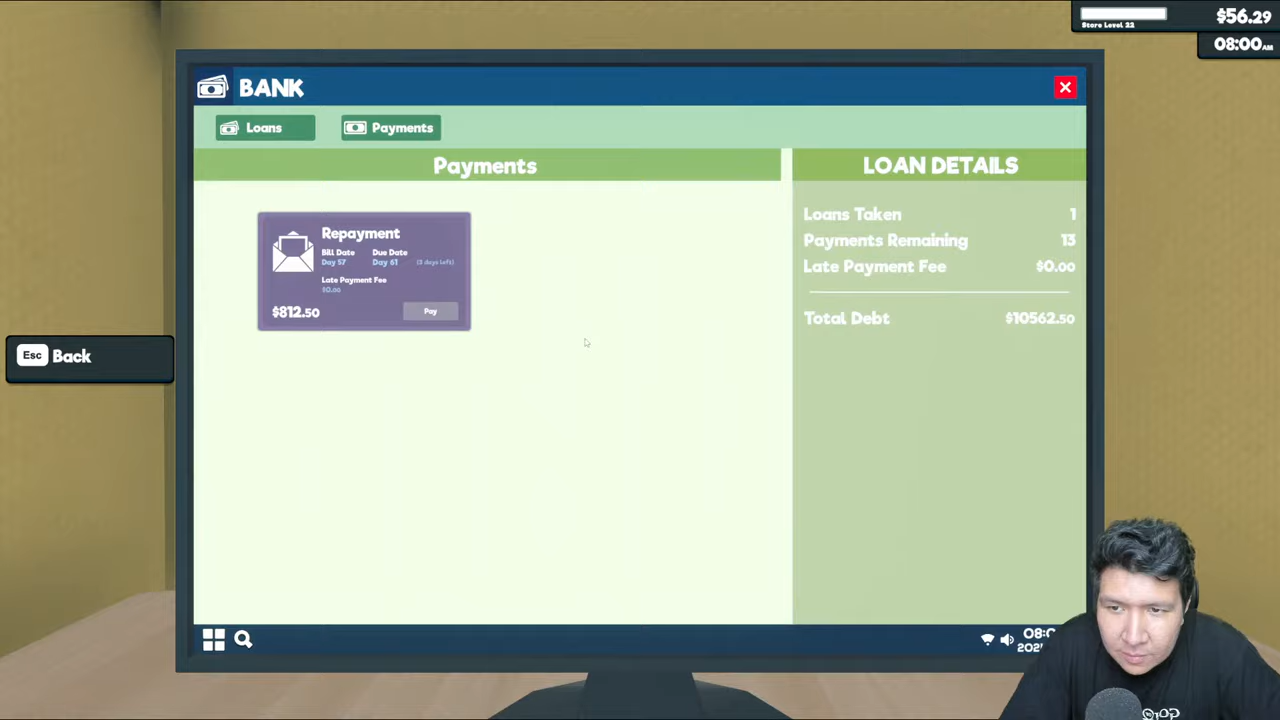 $56.29
Store Level 22
08:00AM
BANK
Loans
Payments
Payments
LOAN DETAILS
Repayment
Bill Date
Due Date
Day 57
Day 61
(3 days Left)
Late Payment Fee
$0.00
$812.50
Pay
Loans Taken
1
Payments Remaining
13
Late Payment Fee
$0.00
Total Debt
$10562.50
Esc
Back